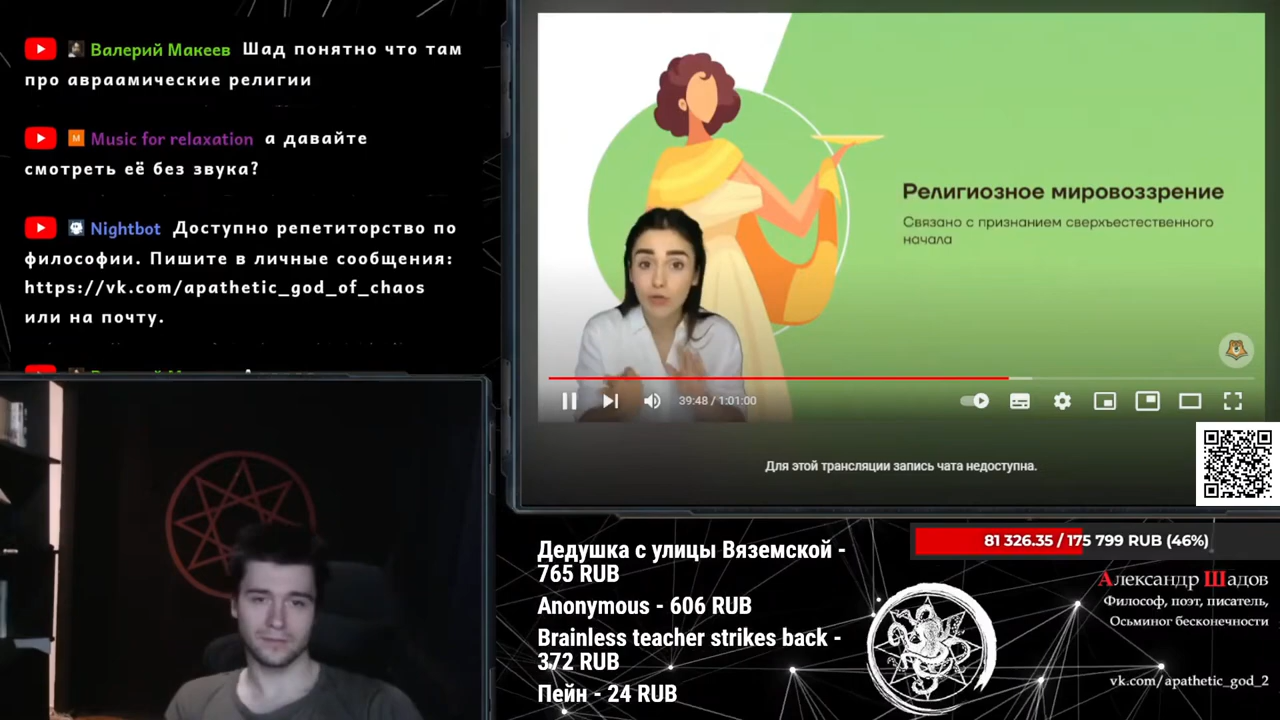 Валерий Макеев Шад понятно что там
про авраамические религии
Music for relaxation а давайте
смотреть её без звука?
Nightbot Доступно репетиторство по
философии. Пишите в личные сообщения:
https://vk.com/apathetic_god_of_chaos
или на почту.
Религиозное мировоззрение
Связано с признанием сверхъестественного
начала
39:48 / 1:01:00
Для этой трансляции запись чата недоступна.
81 326.35 / 175 799 RUB (46%)
Дедушка с улицы Вяземской -
765 RUB
Anonymous - 606 RUB
Brainless teacher strikes back -
372 RUB
Пейн - 24 RUB
Александр Шадов
Философ, поэт, писатель,
Осьминог бесконечности
vk.com/apathetic_god_2